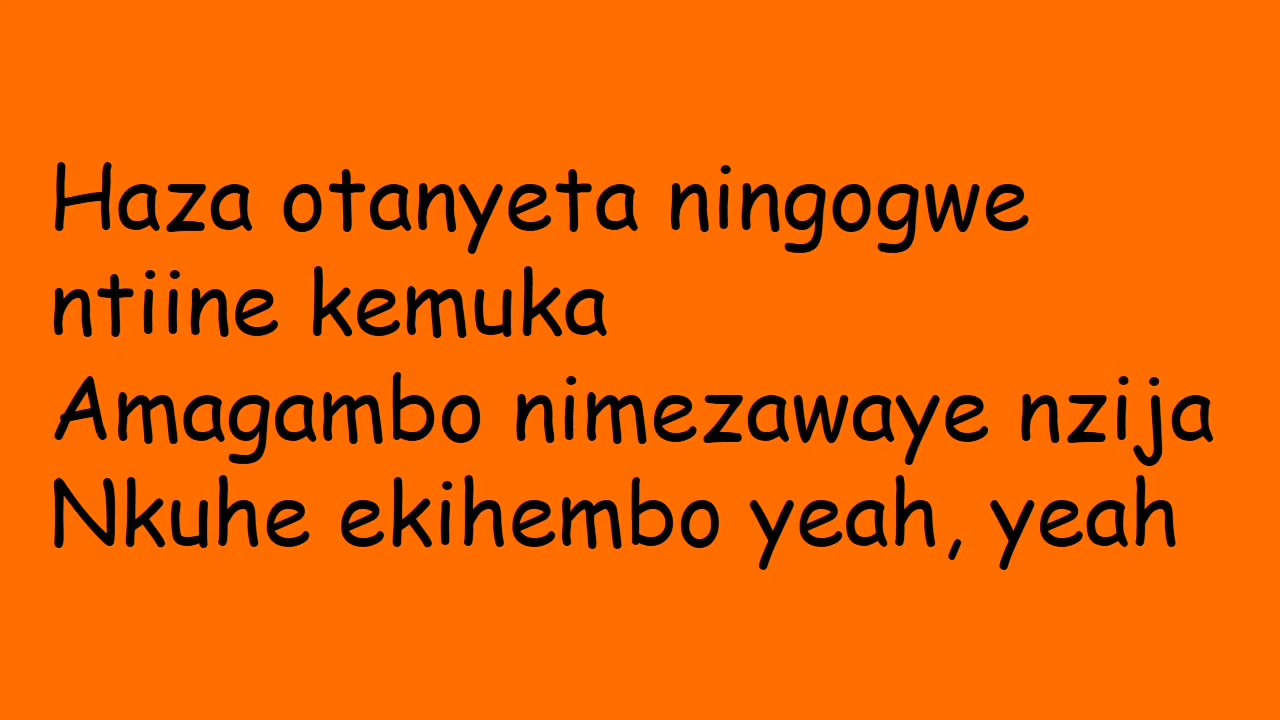 Haza otanyeta ningogwe
ntiine kemuka
Amagambo nimezawaye nzija
Nkuhe ekihembo yeah, yeah